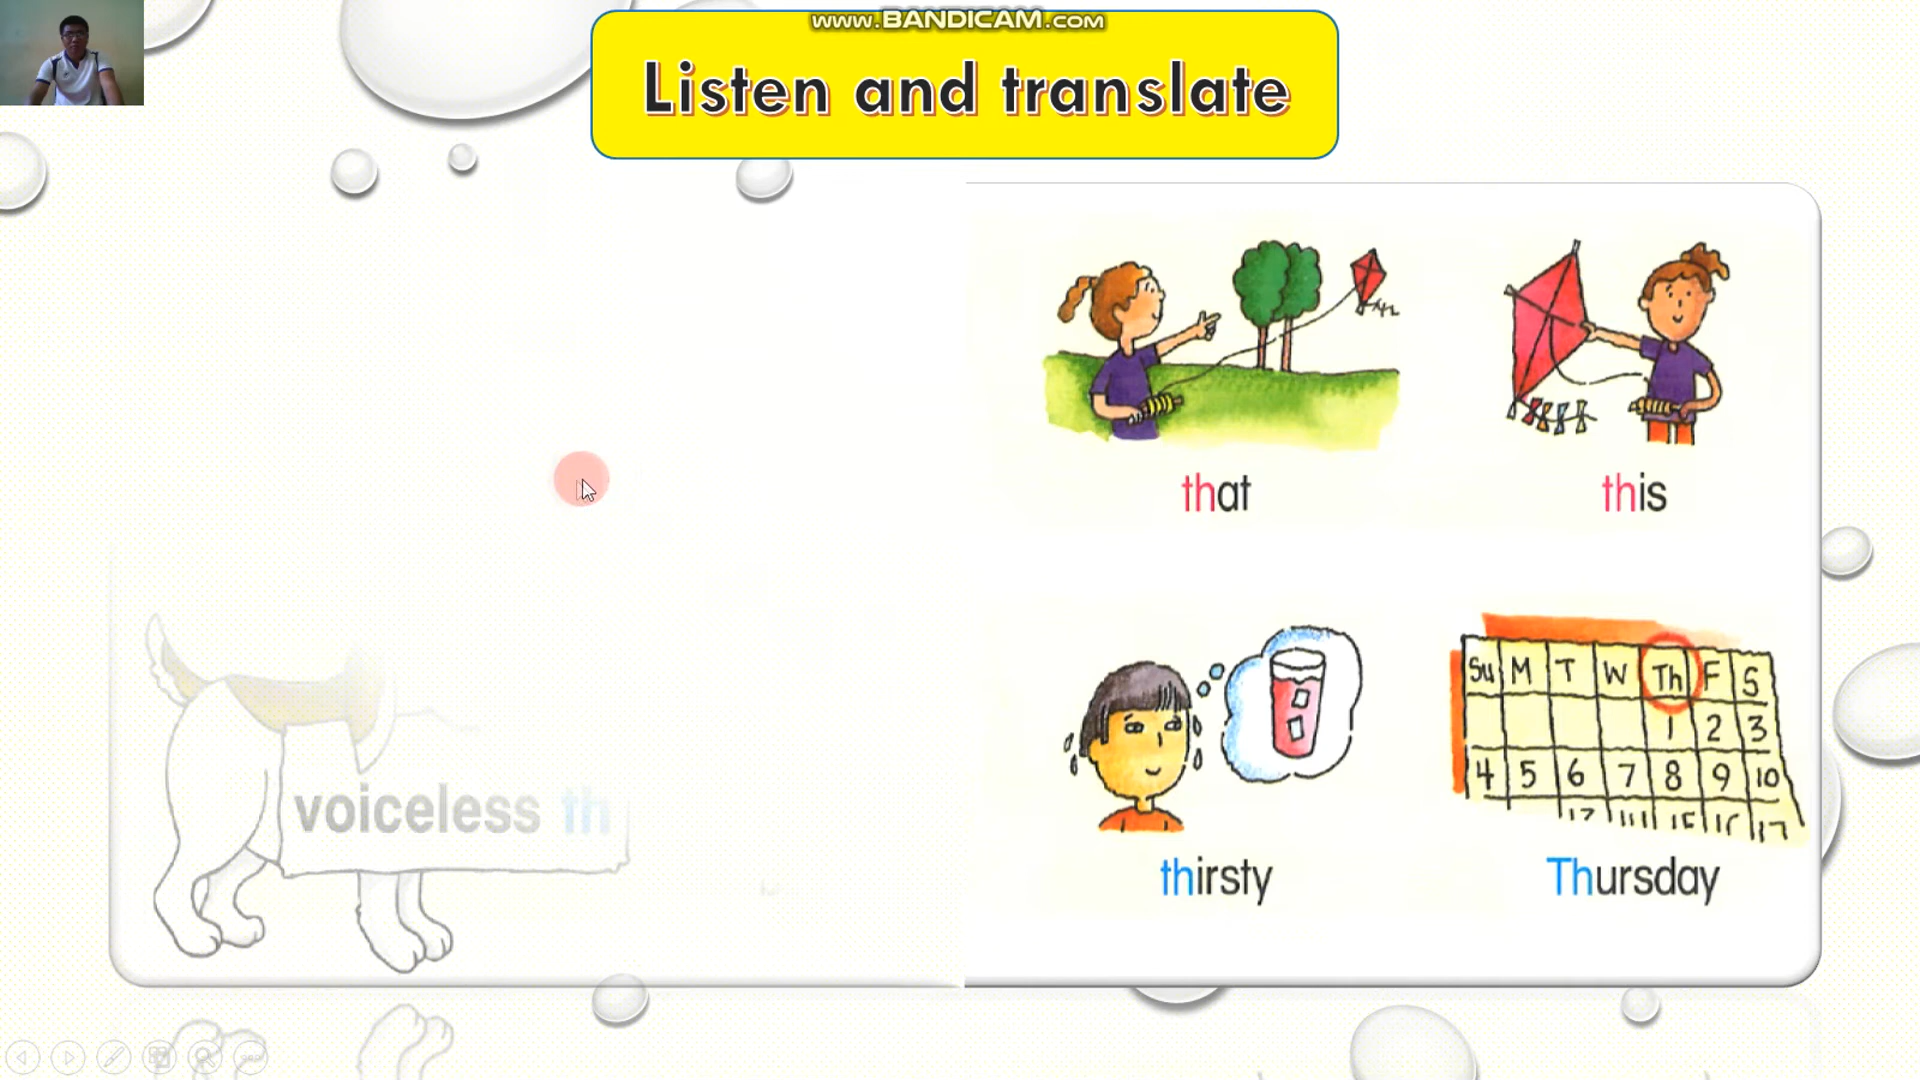 www.BANDICAM.com
Listen and translate
that
this
Su M T W Th F S
1 2 3
4 5 6 7 8 9 10
17
voiceless th
thirsty
Thursday